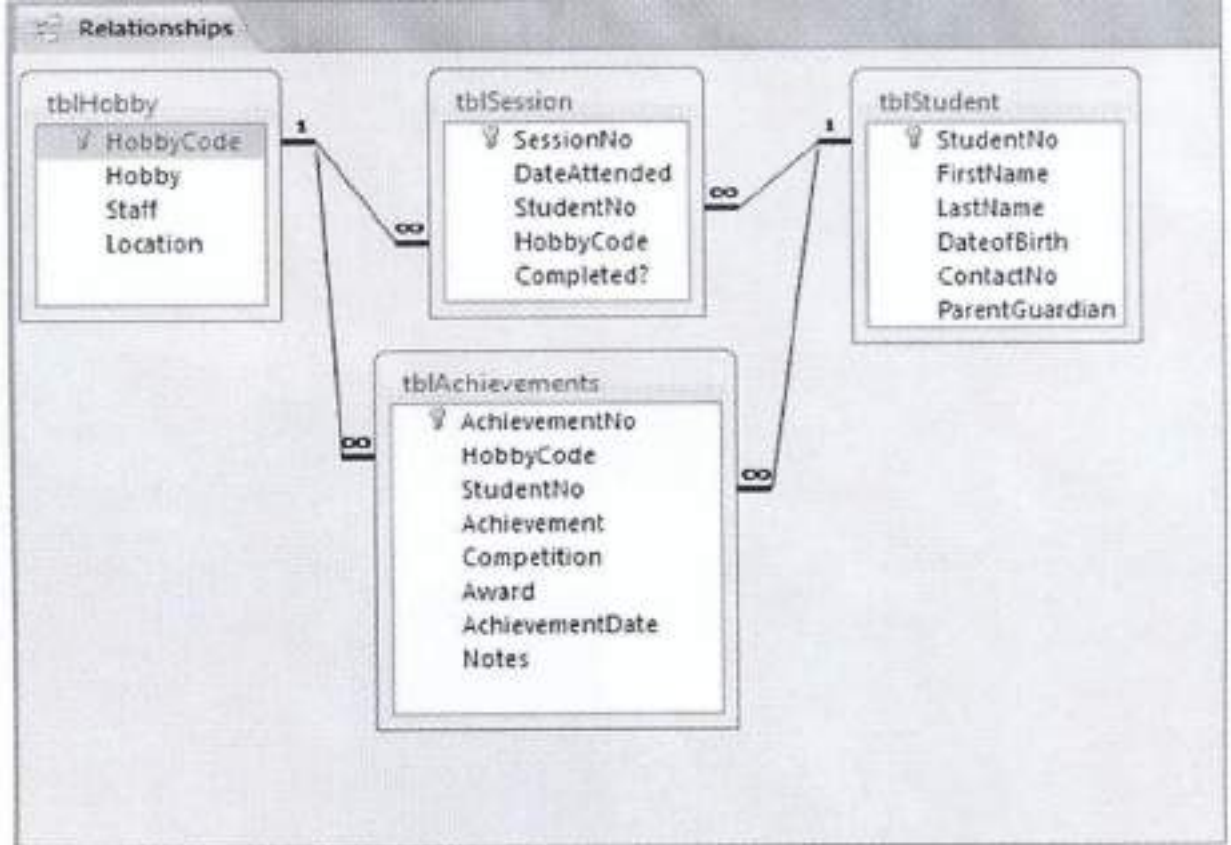 Relationships
tblHobby
HobbyCode
Hobby
Staff
Location
1
∞
∞
tblSession
SessionNo
DateAttended
StudentNo
HobbyCode
Completed?
∞
1
tblStudent
StudentNo
FirstName
LastName
DateofBirth
ContactNo
ParentGuardian
tblAchievements
AchievementNo
HobbyCode
StudentNo
Achievement
Competition
Award
AchievementDate
Notes
∞